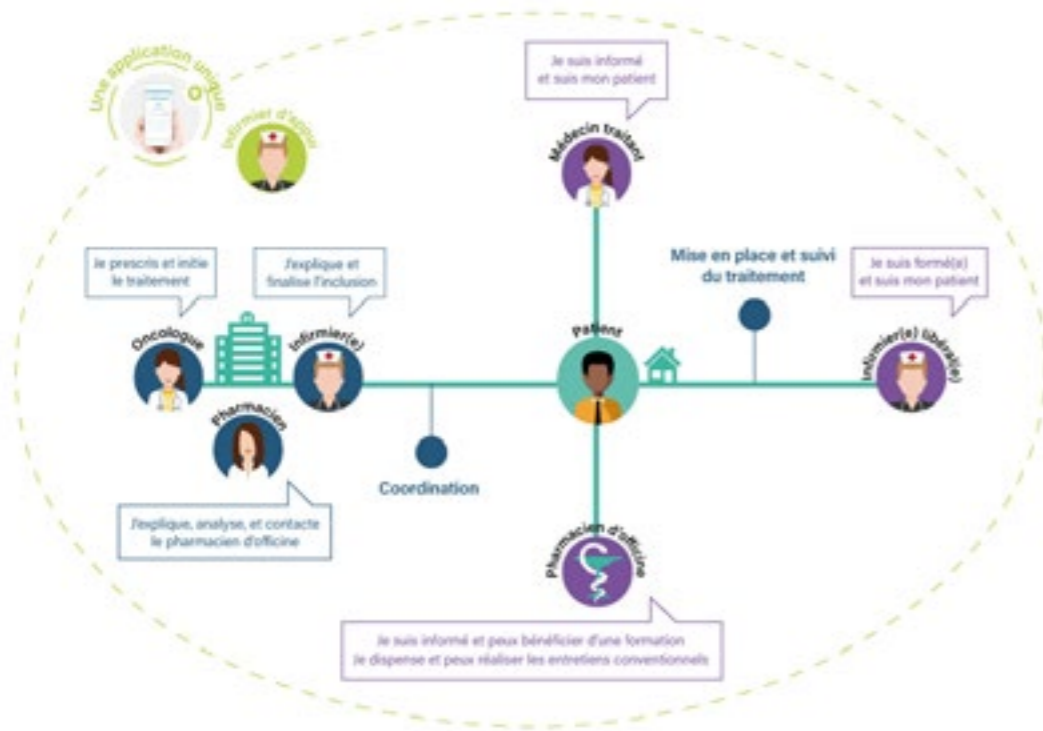 Une application unique
Infirmier d'appui
Je suis informé
et suis mon patient
Médecin traitant
Je prescris et initie
le traitement
J'explique et
finalise l'inclusion
Mise en place et suivi
du traitement
Je suis formé(e)
et suis mon patient
Oncologue
Infirmier(e)
Patient
Infirmier(e) libéral(e)
Pharmacien
Coordination
J'explique, analyse, et contacte
le pharmacien d'officine
Pharmacien d'officine
Je suis informé et peux bénéficier d'une formation
Je dispense et peux réaliser les entretiens conventionnels